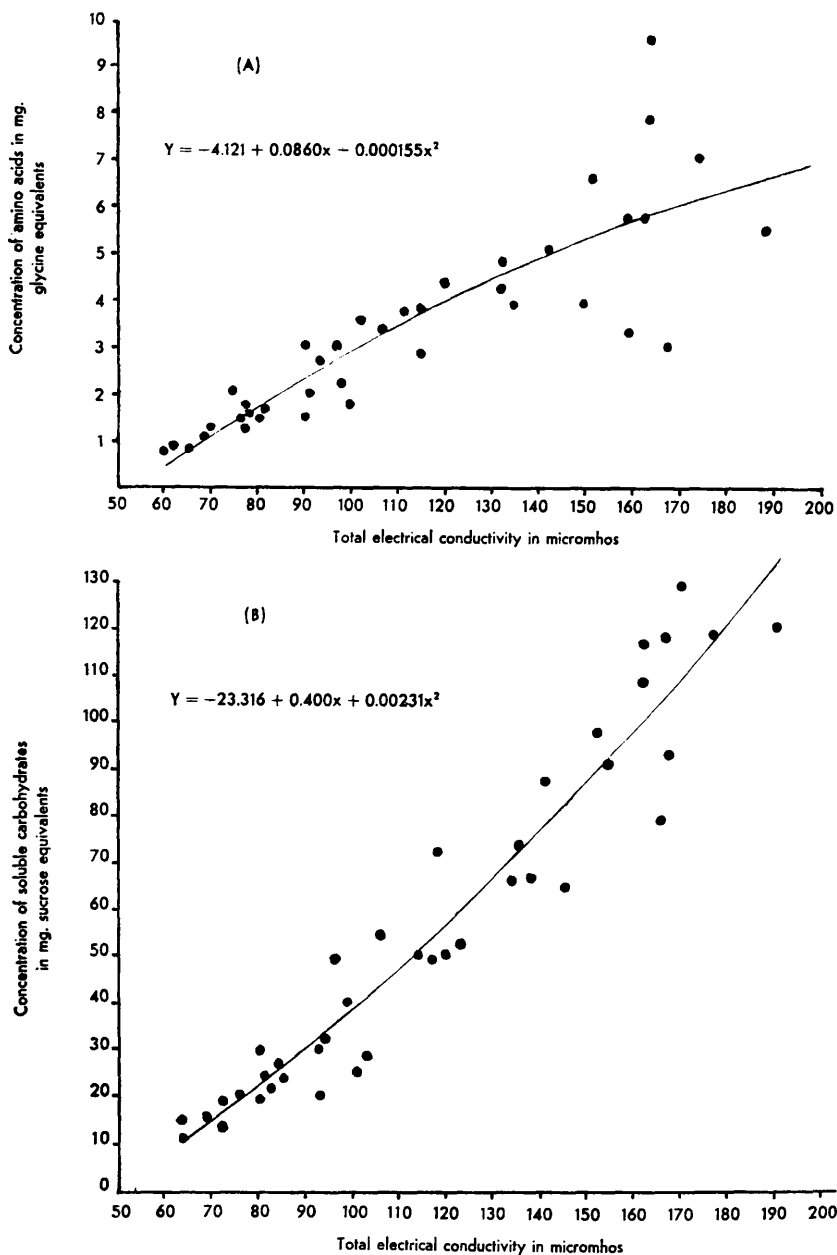 10
9
8
7
6
5
4
3
2
1
0
(A)
Y = −4.121 + 0.0860x − 0.000155x²
Concentration of amino acids in mg.
glycine equivalents
50 60 70 80 90 100 110 120 130 140 150 160 170 180 190 200
Total electrical conductivity in micromhos
130
120
110
100
90
80
70
60
50
40
30
20
10
0
(B)
Y = −23.316 + 0.400x + 0.00231x²
Concentration of soluble carbohydrates
in mg. sucrose equivalents
50 60 70 80 90 100 110 120 130 140 150 160 170 180 190 200
Total electrical conductivity in micromhos